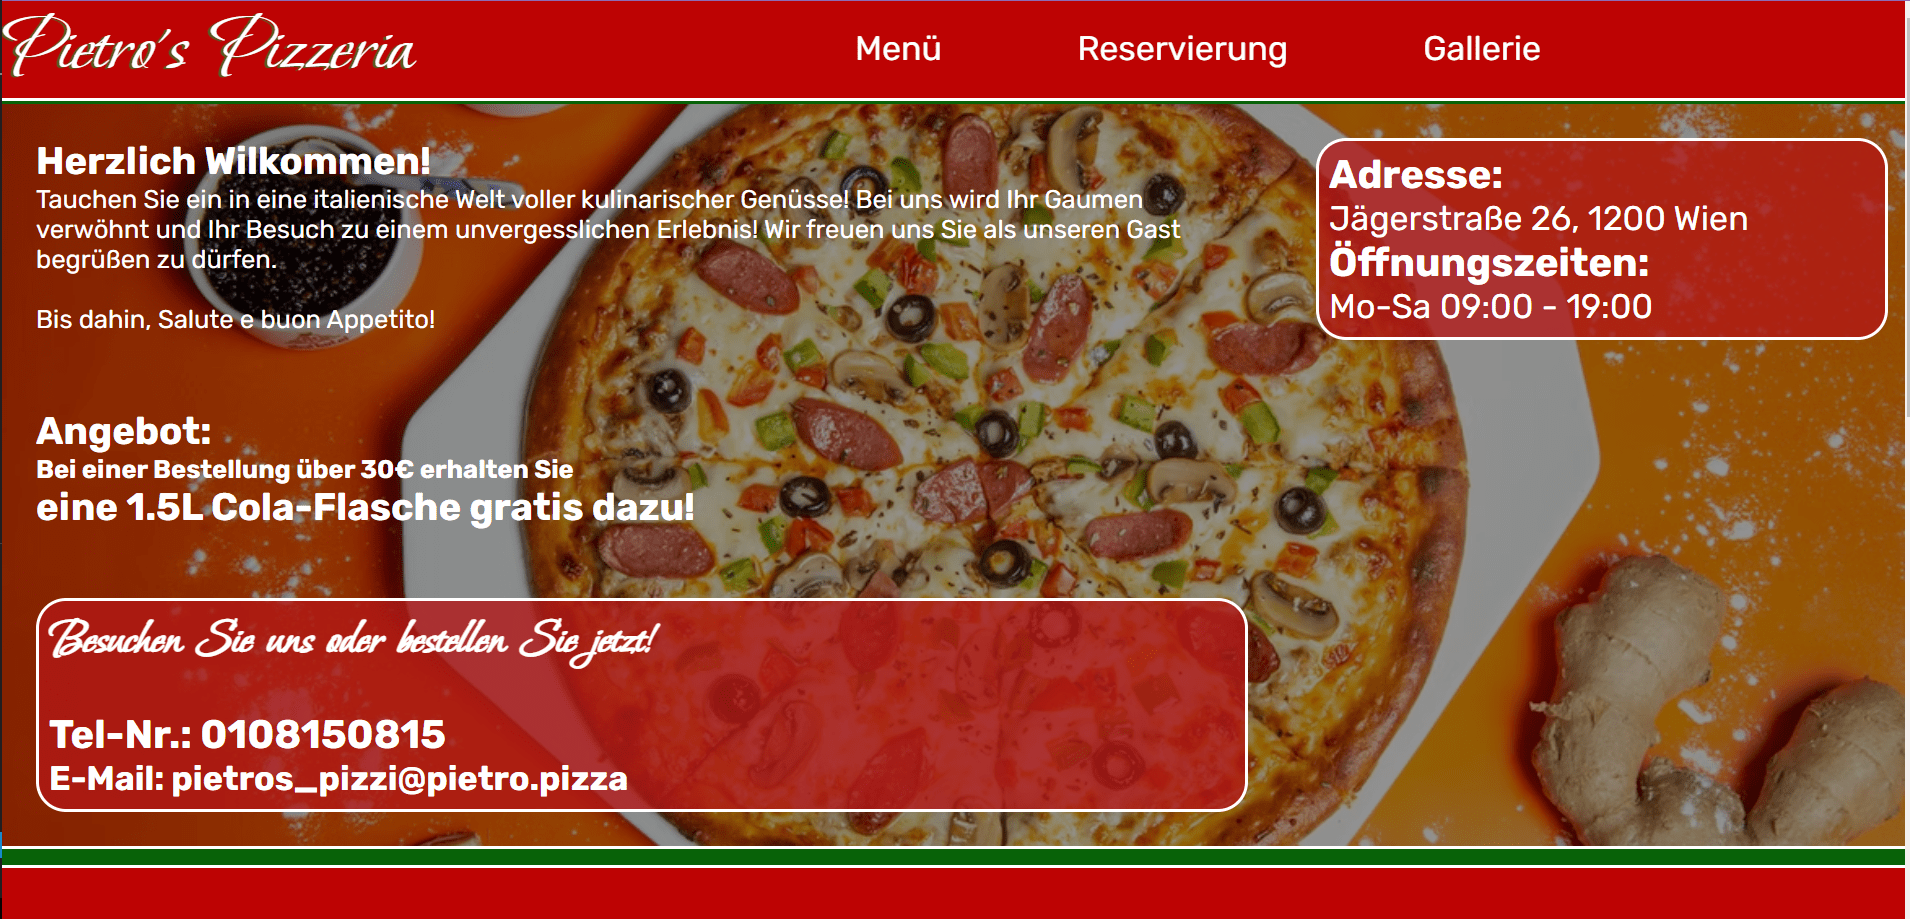 Pietro's Pizzeria
Menü
Reservierung
Gallerie
Herzlich Wilkommen!
Tauchen Sie ein in eine italienische Welt voller kulinarischer Genüsse! Bei uns wird Ihr Gaumen
verwöhnt und Ihr Besuch zu einem unvergesslichen Erlebnis! Wir freuen uns Sie als unseren Gast
begrüßen zu dürfen.
Bis dahin, Salute e buon Appetito!
Adresse:
Jägerstraße 26, 1200 Wien
Öffnungszeiten:
Mo-Sa 09:00 - 19:00
Angebot:
Bei einer Bestellung über 30€ erhalten Sie
eine 1.5L Cola-Flasche gratis dazu!
Besuchen Sie uns oder bestellen Sie jetzt!
Tel-Nr.: 0108150815
E-Mail: pietros_pizzi@pietro.pizza